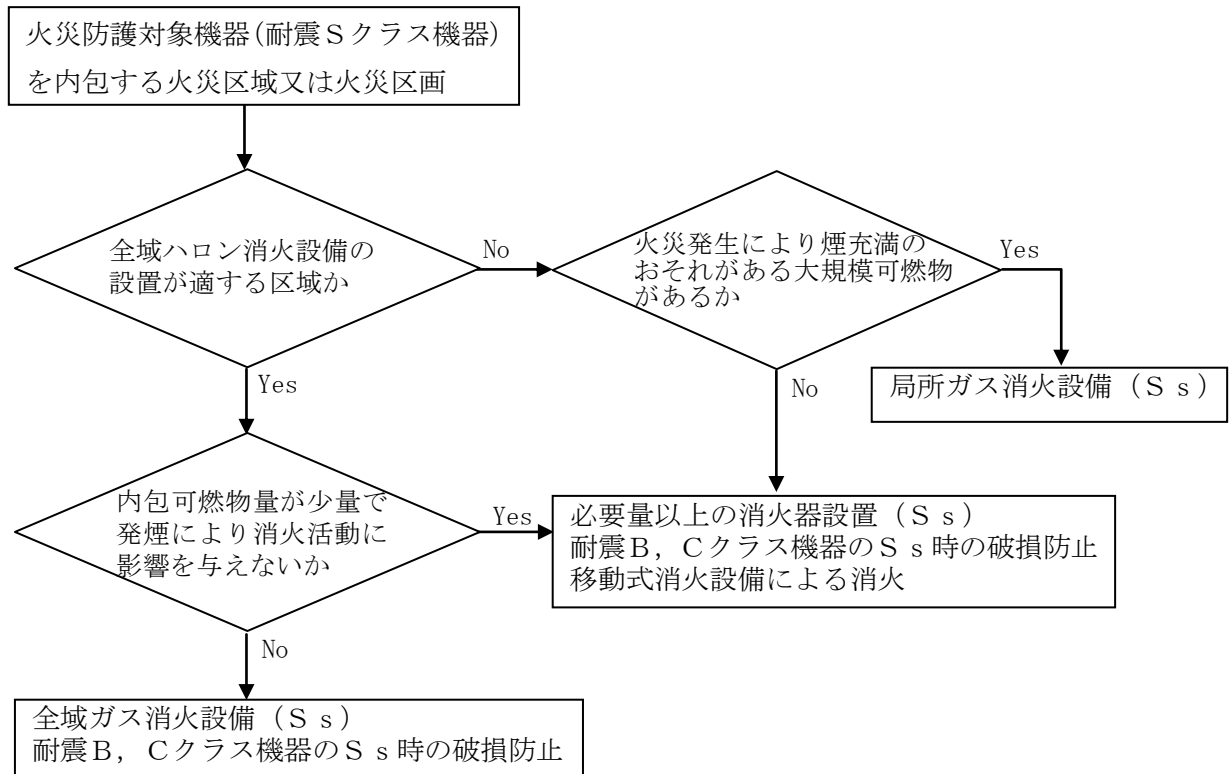 火災防護対象機器(耐震Sクラス機器)
を内包する火災区域又は火災区画
全域ハロン消火設備の
設置が適する区域か
No
火災発生により煙充満の
おそれがある大規模可燃物
があるか
Yes
局所ガス消火設備（Ss）
Yes
No
内包可燃物量が少量で
発煙により消火活動に
影響を与えないか
Yes
必要量以上の消火器設置（Ss）
耐震B，Cクラス機器のSs時の破損防止
移動式消火設備による消火
No
全域ガス消火設備（Ss）
耐震B，Cクラス機器のSs時の破損防止